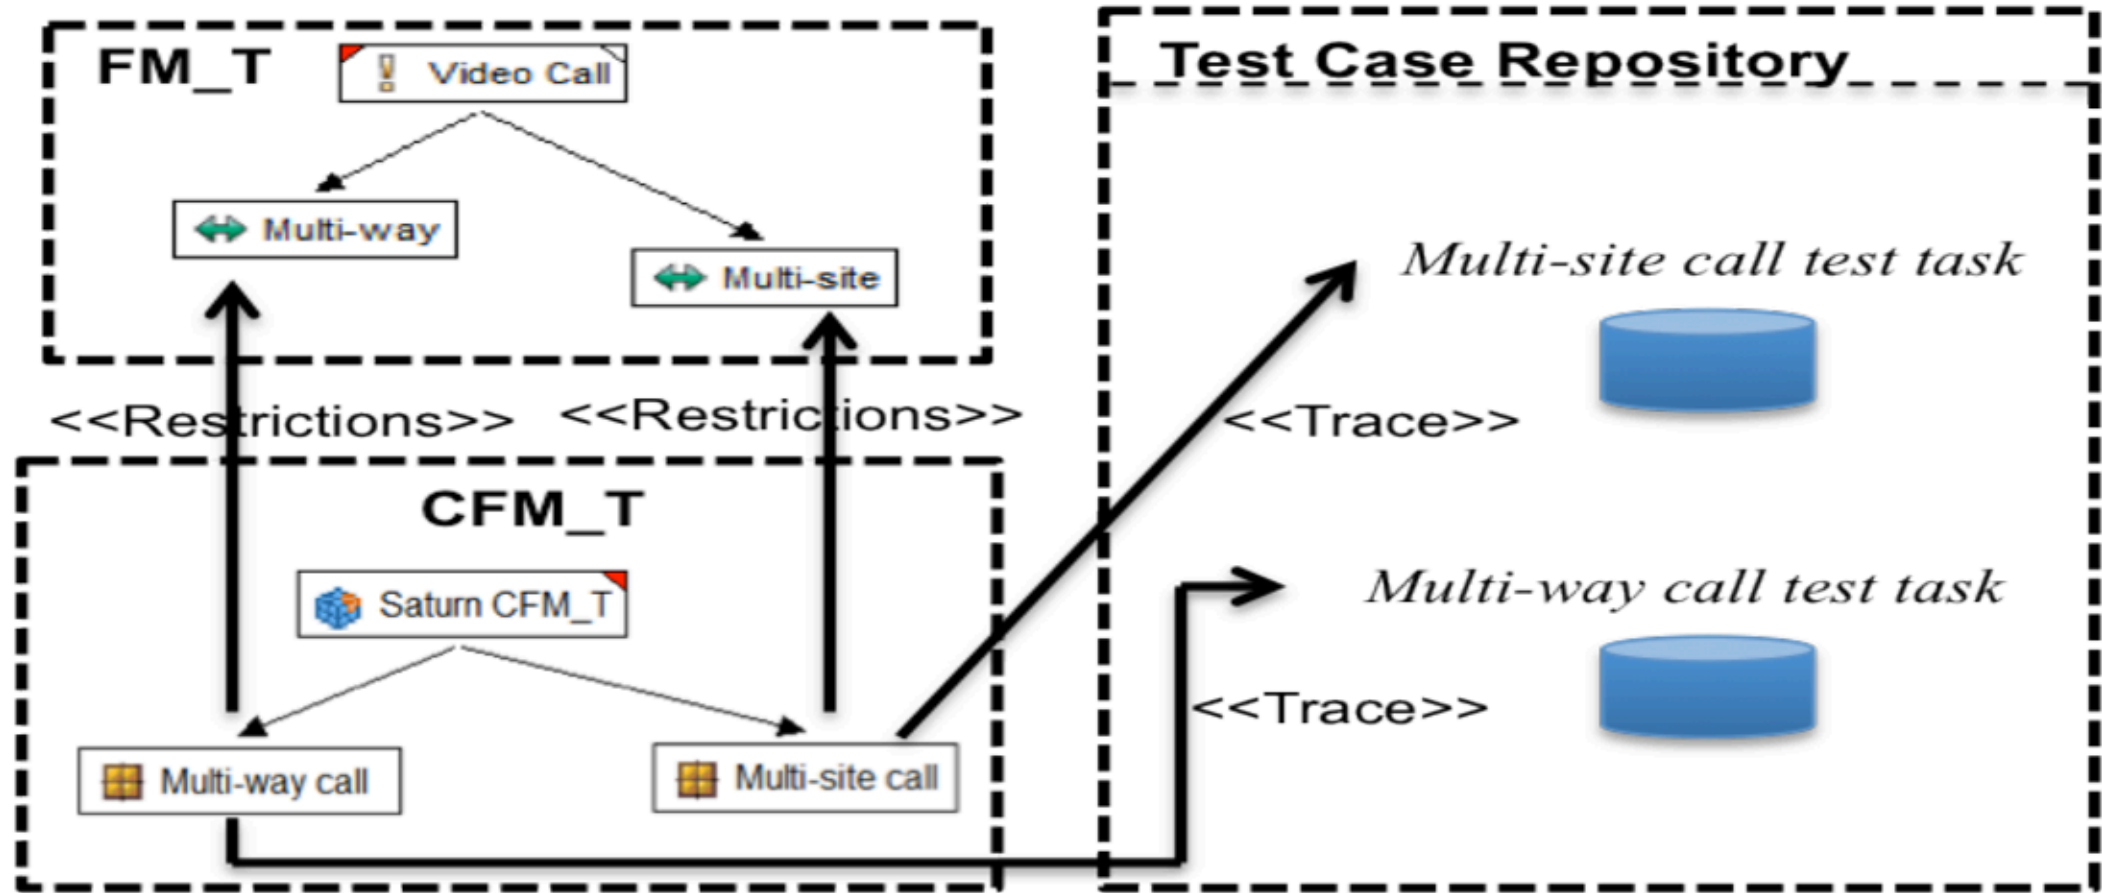 FM_T
Video Call
Multi-way
Multi-site
<<Restrictions>>
<<Restrictions>>
CFM_T
Saturn CFM_T
Multi-way call
Multi-site call
Test Case Repository
Multi-site call test task
<<Trace>>
Multi-way call test task
<<Trace>>